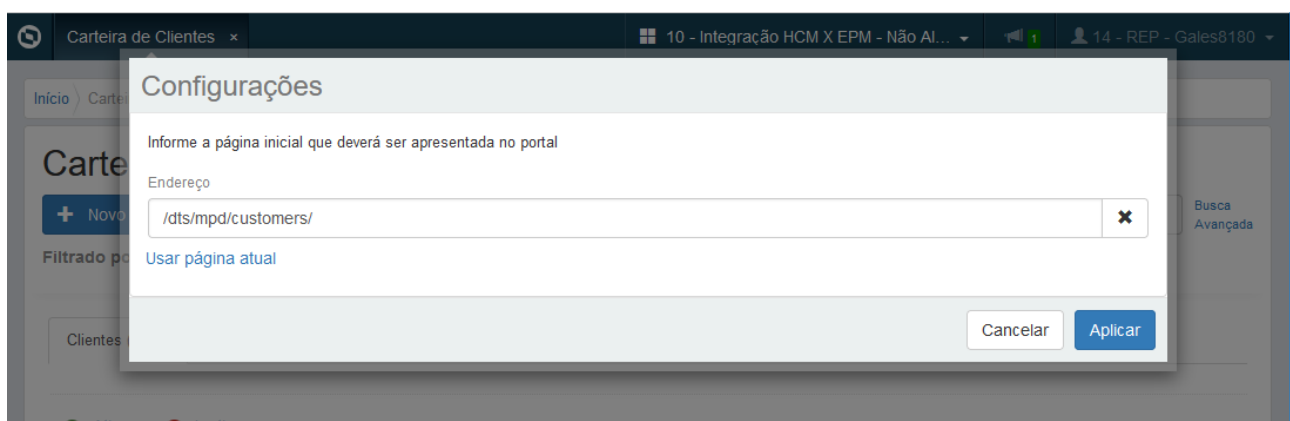 Carteira de Clientes ×
10 - Integração HCM X EPM - Não Al...
1
14 - REP - Gales8180
Configurações
Início
Informe a página inicial que deverá ser apresentada no portal
Carte
Endereço
Novo
/dts/mpd/customers/
Busca
Avançada
Filtrado
Usar página atual
Cancelar
Aplicar
Clientes